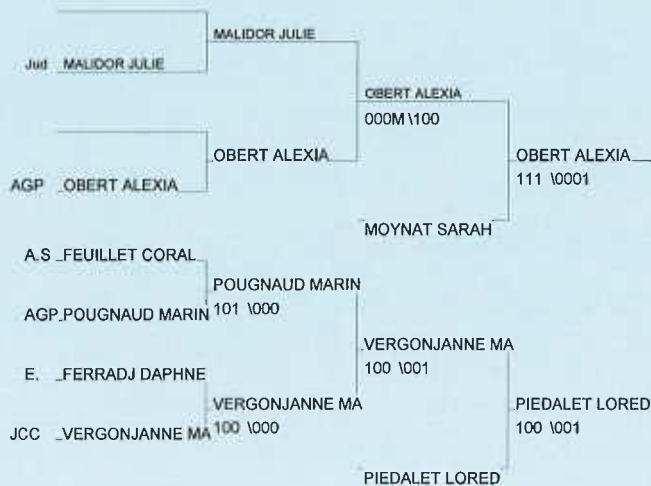 MALIDOR JULIE
Jud MALIDOR JULIE
OBERT ALEXIA
000M \100
OBERT ALEXIA
AGP OBERT ALEXIA
OBERT ALEXIA
111 \0001
MOYNAT SARAH
A.S FEUILLET CORAL
POUGNAUD MARIN
101 \000
AGP POUGNAUD MARIN
VERGONJANNE MA
100 \001
E. FERRADJ DAPHNE
VERGONJANNE MA
100 \000
JCC VERGONJANNE MA
PIEDALET LORED
100 \001
PIEDALET LORED